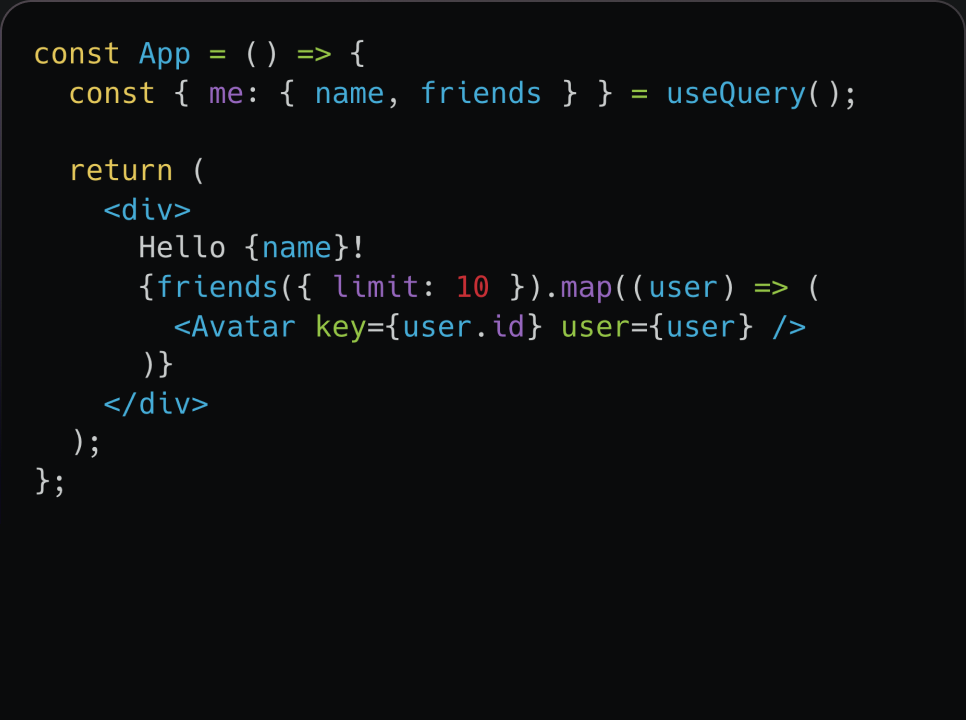 const App = () => {
  const { me: { name, friends } } = useQuery();

  return (
    <div>
      Hello {name}!
      {friends({ limit: 10 }).map((user) => (
        <Avatar key={user.id} user={user} />
      )}
    </div>
  );
};